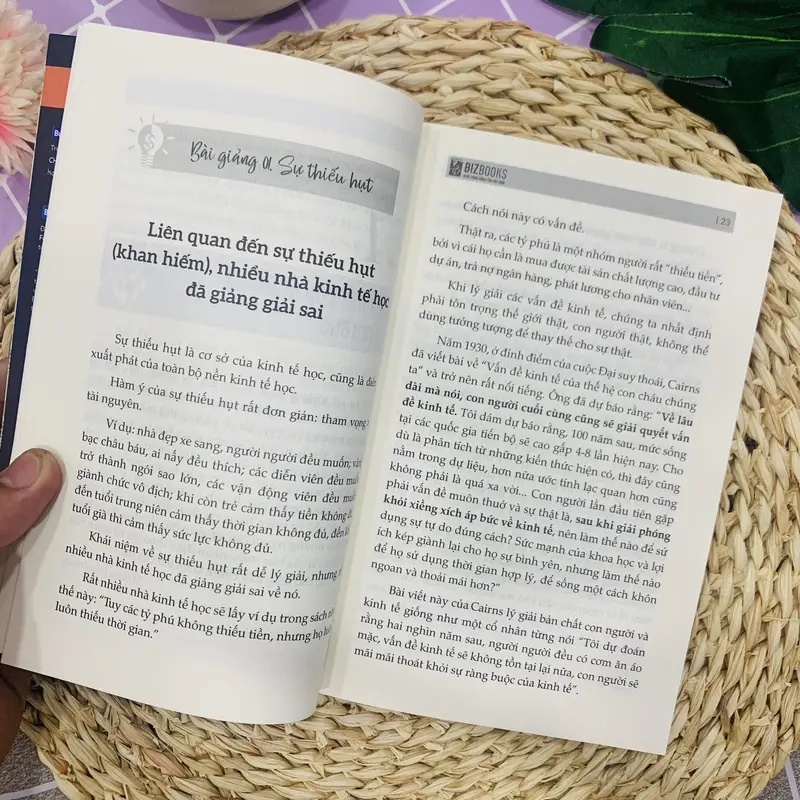 Bài giảng 01. Sự thiếu hụt
Liên quan đến sự thiếu hụt
(khan hiếm), nhiều nhà kinh tế học
đã giảng giải sai
Sự thiếu hụt là cơ sở của kinh tế học, cũng là
xuất phát của toàn bộ nền kinh tế học.
Hàm ý của sự thiếu hụt rất đơn giản: tham vọng
tài nguyên.
Ví dụ: nhà đẹp xe sang, người người đều muốn;
bạc châu báu, ai nấy đều thích; các diễn viên đều
trở thành ngôi sao lớn, các vận động viên đều
giành chức vô địch; khi còn trẻ cảm thấy tiền không
đến tuổi trung niên cảm thấy thời gian không đủ, đến
tuổi già thì cảm thấy sức lực không đủ.
Khái niệm về sự thiếu hụt rất dễ lý giải, nhưng
nhiều nhà kinh tế học đã giảng giải sai về nó.
Rất nhiều nhà kinh tế học sẽ lấy ví dụ trong sách
thế này: “Tuy các tỷ phú không thiếu tiền, nhưng họ
luôn thiếu thời gian.”
BIZBOOKS
| 23
Cách nói này có vấn đề.
Thật ra, các tỷ phú là một nhóm người rất “thiếu tiền”,
bởi vì cái họ cần là mua được tài sản chất lượng cao, đầu tư
dự án, trả nợ ngân hàng, phát lương cho nhân viên...
Khi lý giải các vấn đề kinh tế, chúng ta nhất định
phải tôn trọng thế giới thật, con người thật, không thể
dùng tưởng tượng để thay thế cho sự thật.
Năm 1930, ở đỉnh điểm của cuộc Đại suy thoái, Cairns
đã viết bài về “Vấn đề kinh tế của thế hệ con cháu chúng
ta” và trở nên rất nổi tiếng. Ông đã dự báo rằng: “Về lâu
dài mà nói, con người cuối cùng cũng sẽ giải quyết vấn
đề kinh tế. Tôi dám dự báo rằng, 100 năm sau, mức sống
tại các quốc gia tiến bộ sẽ cao gấp 4-8 lần hiện nay. Cho
dù là phân tích từ những kiến thức hiện có, thì đây cũng
nằm trong dự liệu, hơn nữa ước tính lạc quan hơn cũng
không phải là quá xa vời... Con người lần đầu tiên gặp
phải vấn đề muôn thuở và sự thật là, sau khi giải phóng
khỏi xiềng xích áp bức về kinh tế, nên làm thế nào để sử
dụng sự tự do đúng cách? Sức mạnh của khoa học và lợi
ích kép giành lại cho họ sự bình yên, nhưng làm thế nào
để họ sử dụng thời gian hợp lý, để sống một cách khôn
ngoan và thoải mái hơn?”
Bài viết này của Cairns lý giải bản chất con người và
kinh tế giống như một cổ nhân từng nói “Tôi dự đoán
rằng hai nghìn năm sau, người người đều có cơm ăn áo
mặc, vấn đề kinh tế sẽ không tồn tại nữa, con người sẽ
mãi mãi thoát khỏi sự ràng buộc của kinh tế”.